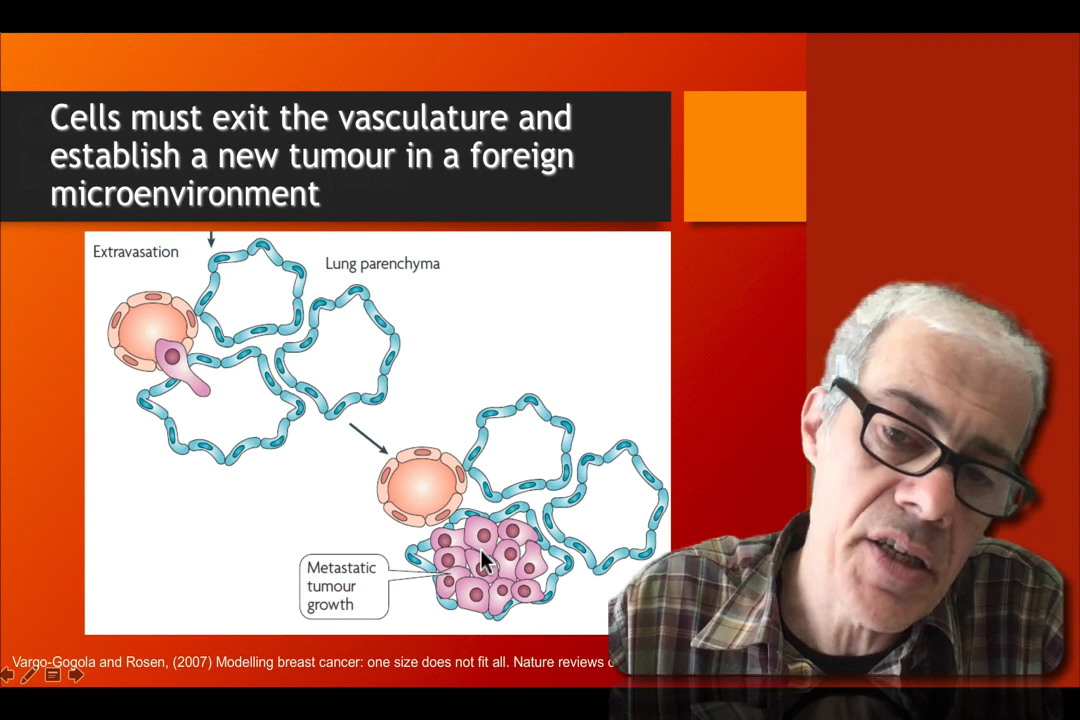 Cells must exit the vasculature and
establish a new tumour in a foreign
microenvironment
Extravasation
Lung parenchyma
Metastatic
tumour
growth
Vargo-Gogola and Rosen, (2007) Modelling breast cancer: one size does not fit all. Nature reviews